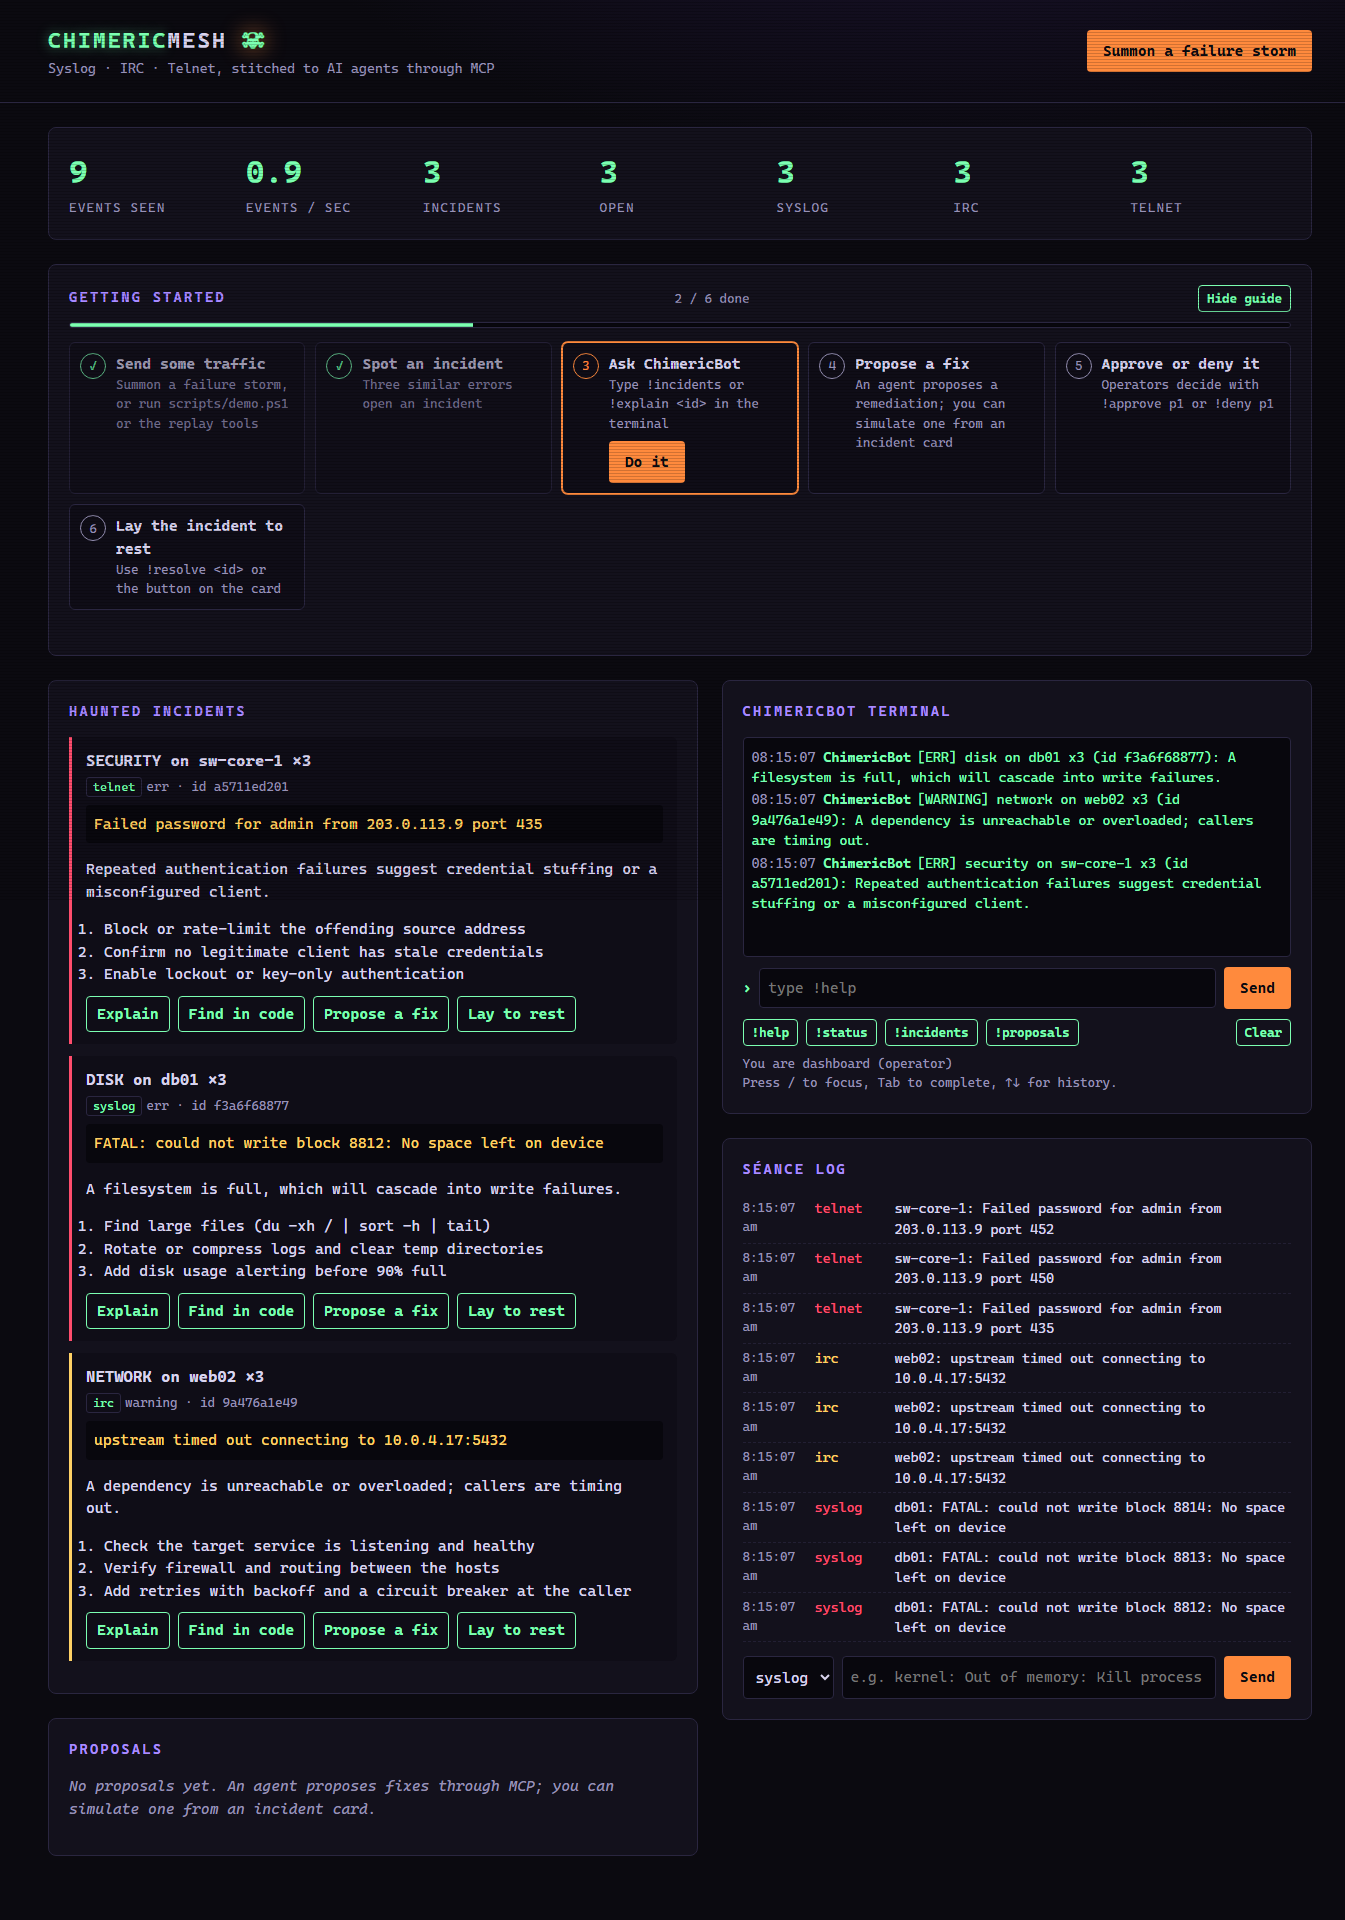 CHIMERICMESH ☠
Syslog · IRC · Telnet, stitched to AI agents through MCP
Summon a failure storm
9
EVENTS SEEN
0.9
EVENTS / SEC
3
INCIDENTS
3
OPEN
3
SYSLOG
3
IRC
3
TELNET
GETTING STARTED
2 / 6 done
Hide guide
✓
Send some traffic
Summon a failure storm,
or run scripts/demo.ps1
or the replay tools
✓
Spot an incident
Three similar errors
open an incident
3
Ask ChimericBot
Type !incidents or
!explain <id> in the
terminal
Do it
4
Propose a fix
An agent proposes a
remediation; you can
simulate one from an
incident card
5
Approve or deny it
Operators decide with
!approve p1 or !deny p1
6
Lay the incident to
rest
Use !resolve <id> or
the button on the card
HAUNTED INCIDENTS
SECURITY on sw-core-1 ×3
telnet err · id a5711ed201
Failed password for admin from 203.0.113.9 port 435
Repeated authentication failures suggest credential stuffing or a
misconfigured client.
1. Block or rate-limit the offending source address
2. Confirm no legitimate client has stale credentials
3. Enable lockout or key-only authentication
Explain Find in code Propose a fix Lay to rest
DISK on db01 ×3
syslog err · id f3a6f68877
FATAL: could not write block 8812: No space left on device
A filesystem is full, which will cascade into write failures.
1. Find large files (du -xh / | sort -h | tail)
2. Rotate or compress logs and clear temp directories
3. Add disk usage alerting before 90% full
Explain Find in code Propose a fix Lay to rest
NETWORK on web02 ×3
irc warning · id 9a476a1e49
upstream timed out connecting to 10.0.4.17:5432
A dependency is unreachable or overloaded; callers are timing
out.
1. Check the target service is listening and healthy
2. Verify firewall and routing between the hosts
3. Add retries with backoff and a circuit breaker at the caller
Explain Find in code Propose a fix Lay to rest
PROPOSALS
No proposals yet. An agent proposes fixes through MCP; you can
simulate one from an incident card.
CHIMERICBOT TERMINAL
08:15:07 ChimericBot [ERR] disk on db01 x3 (id f3a6f68877): A
filesystem is full, which will cascade into write failures.
08:15:07 ChimericBot [WARNING] network on web02 x3 (id
9a476a1e49): A dependency is unreachable or overloaded; callers
are timing out.
08:15:07 ChimericBot [ERR] security on sw-core-1 x3 (id
a5711ed201): Repeated authentication failures suggest credential
stuffing or a misconfigured client.
› type !help Send
!help !status !incidents !proposals Clear
You are dashboard (operator)
Press / to focus, Tab to complete, ↑↓ for history.
SÉANCE LOG
8:15:07 telnet sw-core-1: Failed password for admin from
am 203.0.113.9 port 452
8:15:07 telnet sw-core-1: Failed password for admin from
am 203.0.113.9 port 450
8:15:07 telnet sw-core-1: Failed password for admin from
am 203.0.113.9 port 435
8:15:07 irc web02: upstream timed out connecting to
am 10.0.4.17:5432
8:15:07 irc web02: upstream timed out connecting to
am 10.0.4.17:5432
8:15:07 irc web02: upstream timed out connecting to
am 10.0.4.17:5432
8:15:07 syslog db01: FATAL: could not write block 8814: No space
am left on device
8:15:07 syslog db01: FATAL: could not write block 8813: No space
am left on device
8:15:07 syslog db01: FATAL: could not write block 8812: No space
am left on device
syslog e.g. kernel: Out of memory: Kill process Send